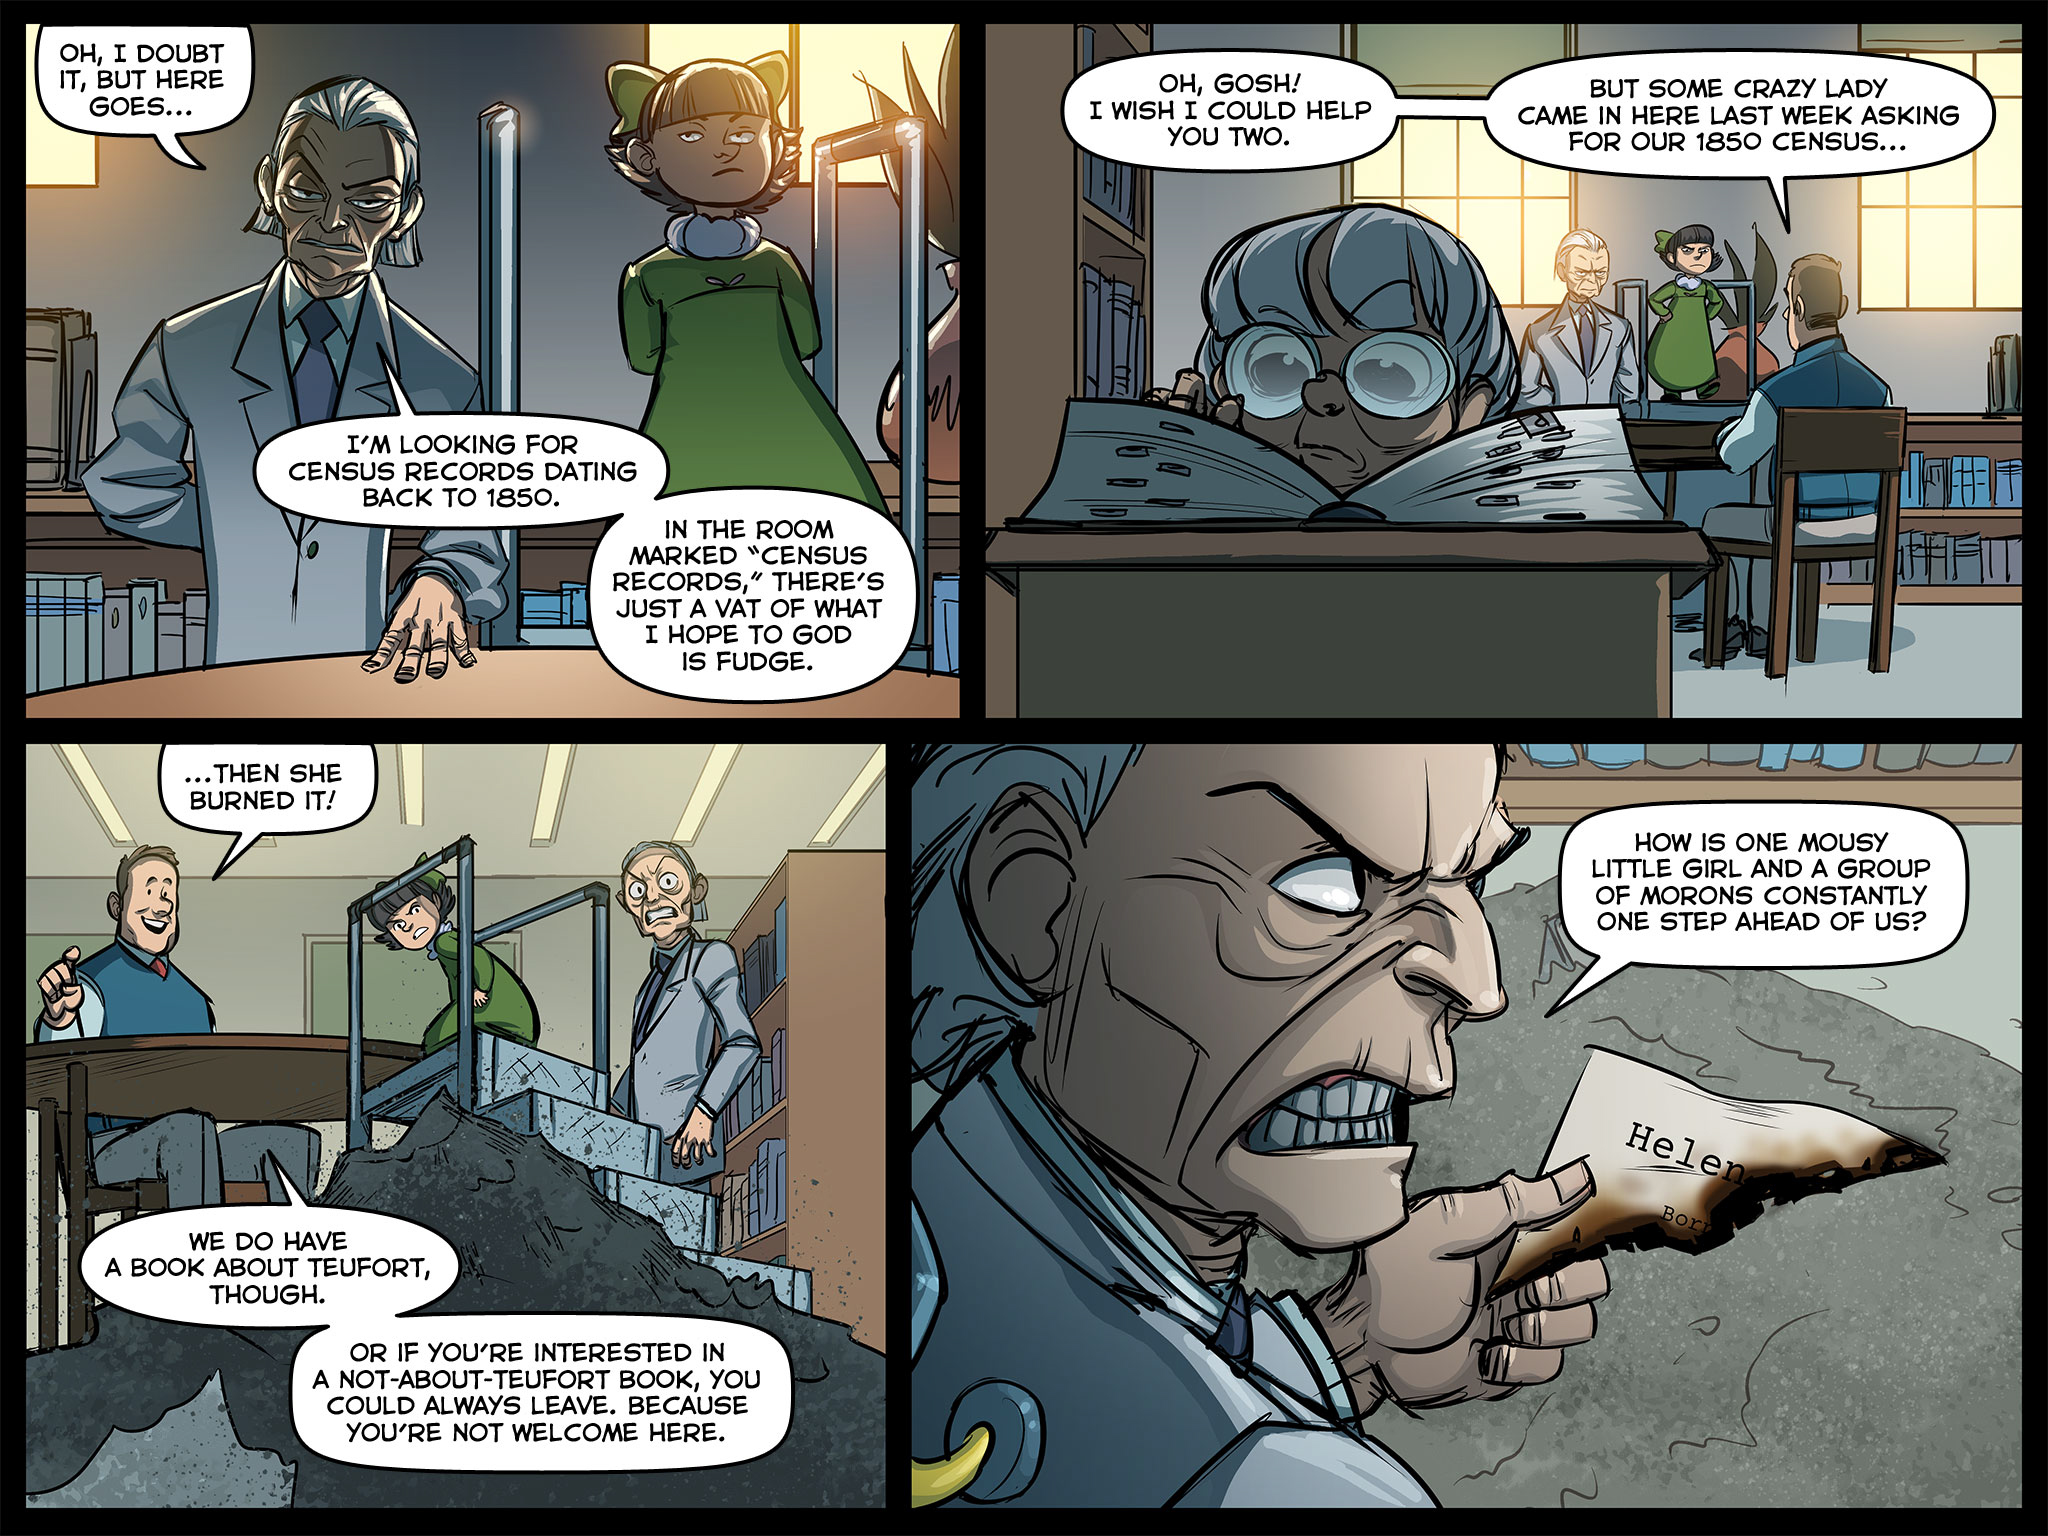 OH, I DOUBT
IT, BUT HERE
GOES...
I'M LOOKING FOR
CENSUS RECORDS DATING
BACK TO 1850.
IN THE ROOM
MARKED "CENSUS
RECORDS," THERE'S
JUST A VAT OF WHAT
I HOPE TO GOD
IS FUDGE.
OH, GOSH!
I WISH I COULD HELP
YOU TWO.
BUT SOME CRAZY LADY
CAME IN HERE LAST WEEK ASKING
FOR OUR 1850 CENSUS...
...THEN SHE
BURNED IT!
WE DO HAVE
A BOOK ABOUT TEUFORT,
THOUGH.
OR IF YOU'RE INTERESTED IN
A NOT-ABOUT-TEUFORT BOOK, YOU
COULD ALWAYS LEAVE. BECAUSE
YOU'RE NOT WELCOME HERE.
HOW IS ONE MOUSY
LITTLE GIRL AND A GROUP
OF MORONS CONSTANTLY
ONE STEP AHEAD OF US?
Helen
Born